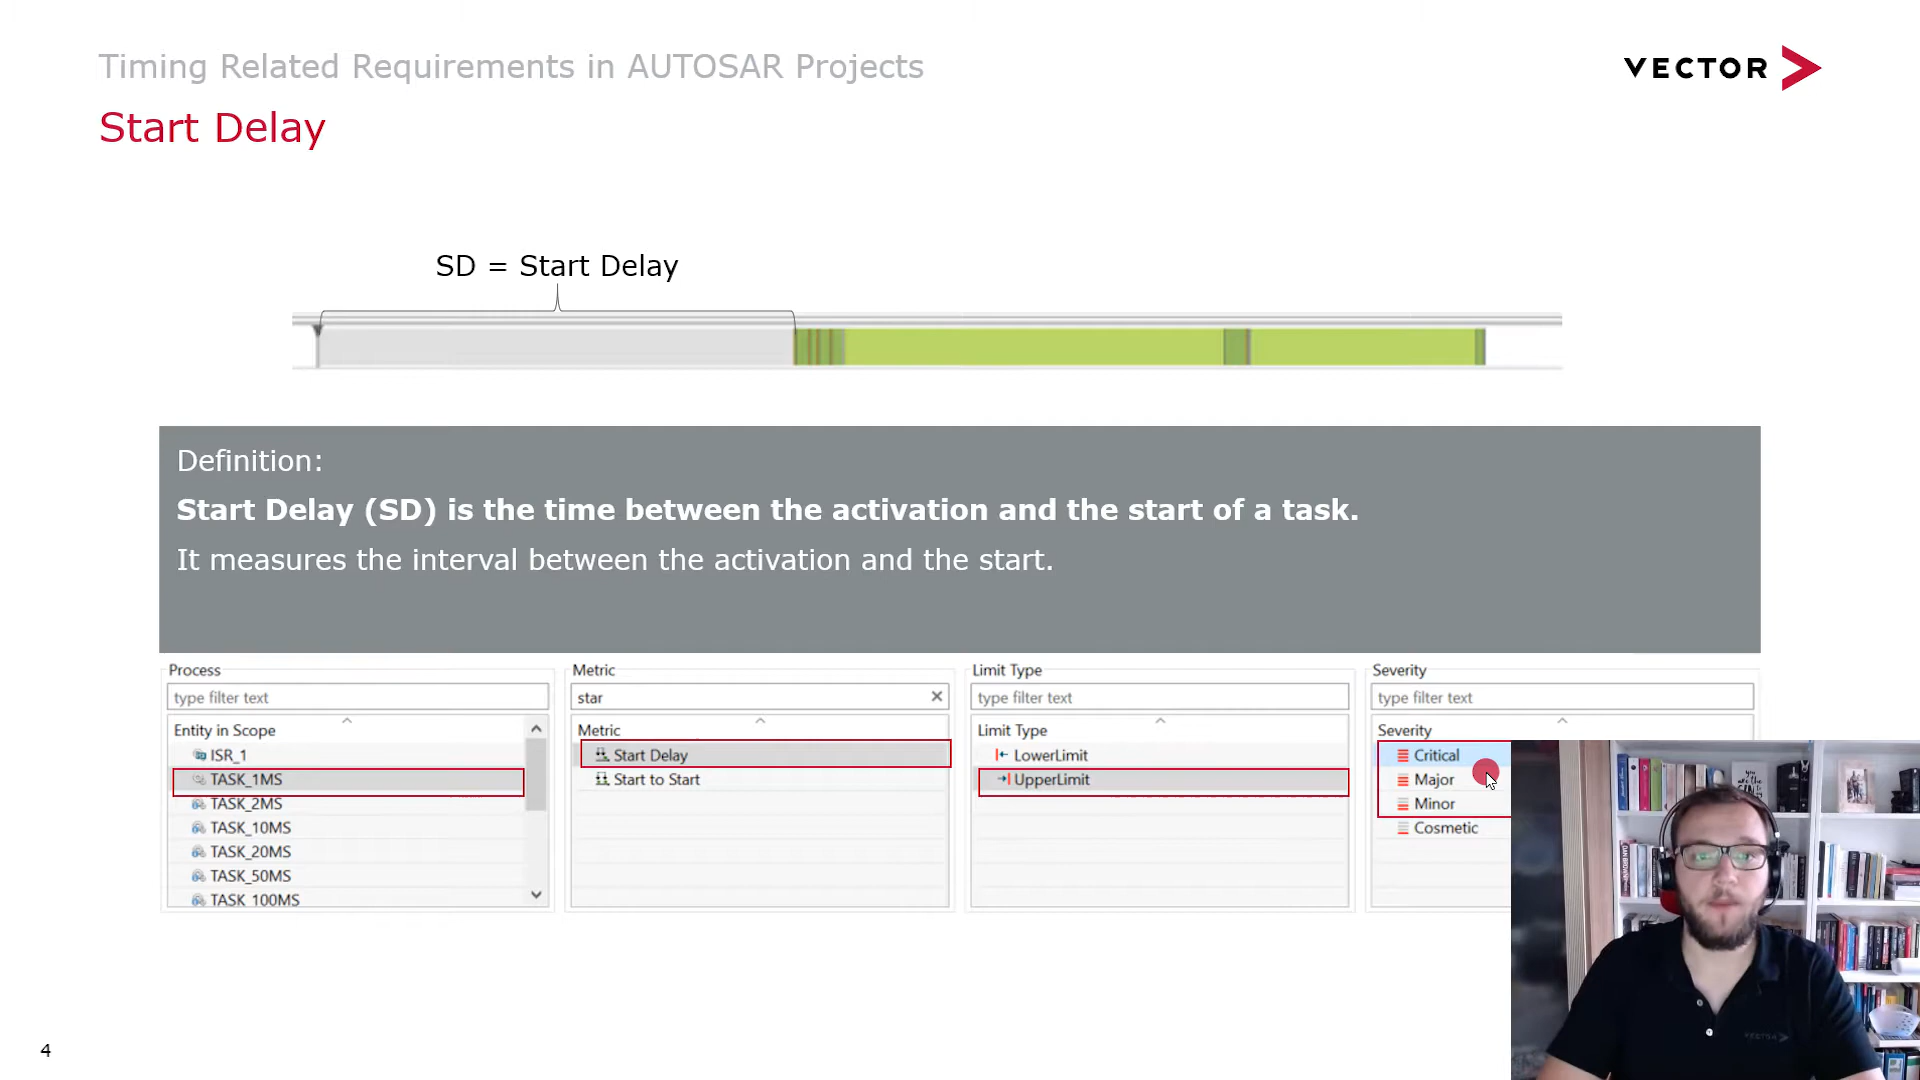 Timing Related Requirements in AUTOSAR Projects
VECTOR
Start Delay
SD = Start Delay
Definition:
Start Delay (SD) is the time between the activation and the start of a task.
It measures the interval between the activation and the start.
Process
Metric
Limit Type
Severity
type filter text
star
type filter text
type filter text
Entity in Scope
Metric
Limit Type
Severity
ISR_1
Start Delay
LowerLimit
Critical
TASK_1MS
Start to Start
UpperLimit
Major
TASK_2MS
Minor
TASK_10MS
Cosmetic
TASK_20MS
TASK_50MS
TASK_100MS
VECTOR
4